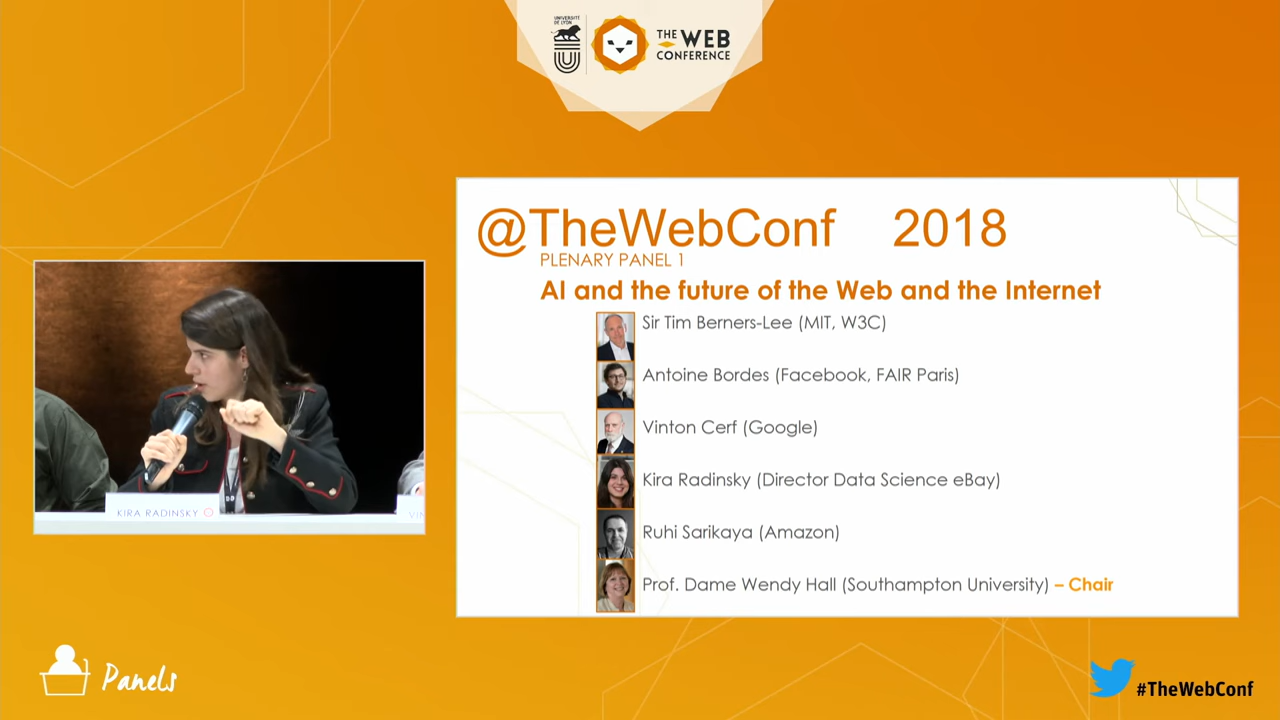 UNIVERSITÉ
DE LYON
THE WEB
CONFERENCE
@TheWebConf 2018
PLENARY PANEL 1
AI and the future of the Web and the Internet
Sir Tim Berners-Lee (MIT, W3C)
Antoine Bordes (Facebook, FAIR Paris)
Vinton Cerf (Google)
Kira Radinsky (Director Data Science eBay)
Ruhi Sarikaya (Amazon)
Prof. Dame Wendy Hall (Southampton University) – Chair
KIRA RADINSKY
VIN
Panels
#TheWebConf